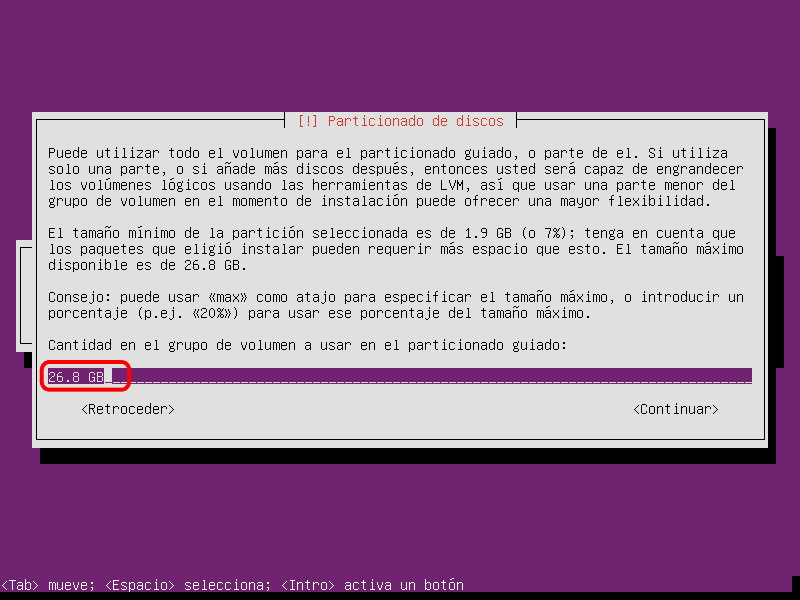 [!] Particionado de discos
Puede utilizar todo el volumen para el particionado guiado, o parte de el. Si utiliza
solo una parte, o si añade más discos después, entonces usted será capaz de engrandecer
los volúmenes lógicos usando las herramientas de LVM, así que usar una parte menor del
grupo de volumen en el momento de instalación puede ofrecer una mayor flexibilidad.
El tamaño mínimo de la partición seleccionada es de 1.9 GB (o 7%); tenga en cuenta que
los paquetes que eligió instalar pueden requerir más espacio que esto. El tamaño máximo
disponible es de 26.8 GB.
Consejo: puede usar «max» como atajo para especificar el tamaño máximo, o introducir un
porcentaje (p.ej. «20%») para usar ese porcentaje del tamaño máximo.
Cantidad en el grupo de volumen a usar en el particionado guiado:
26.8 GB
<Retroceder> <Continuar>
<Tab> mueve; <Espacio> selecciona; <Intro> activa un botón